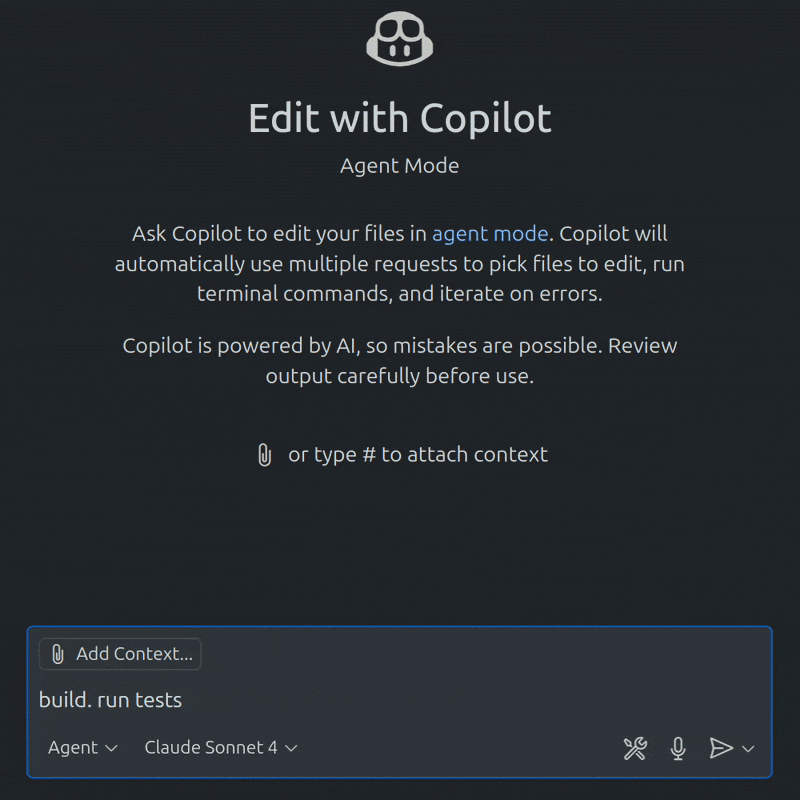 Edit with Copilot
Agent Mode
Ask Copilot to edit your files in agent mode. Copilot will
automatically use multiple requests to pick files to edit, run
terminal commands, and iterate on errors.
Copilot is powered by AI, so mistakes are possible. Review
output carefully before use.
or type # to attach context
Add Context...
build. run tests
Agent
Claude Sonnet 4